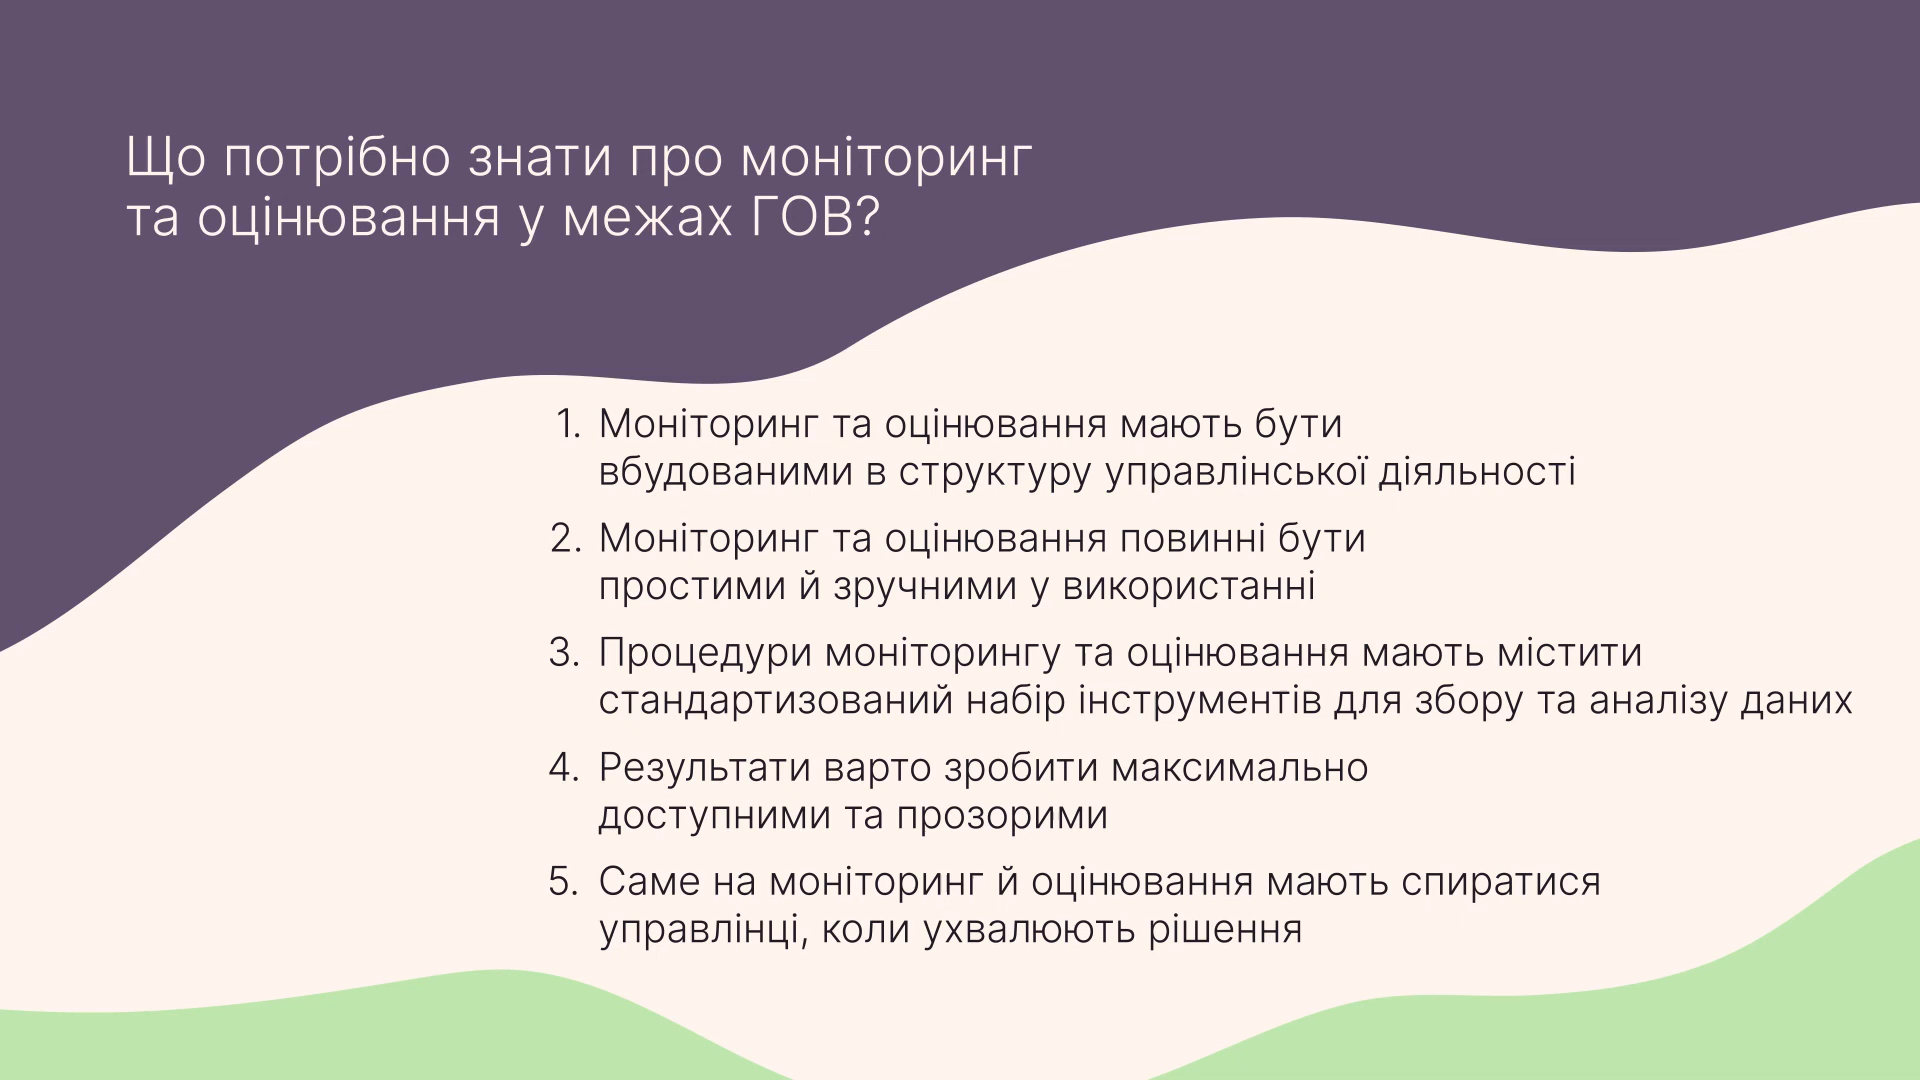 Що потрібно знати про моніторинг
та оцінювання у межах ГОВ?
1. Моніторинг та оцінювання мають бути
вбудованими в структуру управлінської діяльності
2. Моніторинг та оцінювання повинні бути
простими й зручними у використанні
3. Процедури моніторингу та оцінювання мають містити
стандартизований набір інструментів для збору та аналізу даних
4. Результати варто зробити максимально
доступними та прозорими
5. Саме на моніторинг й оцінювання мають спиратися
управлінці, коли ухвалюють рішення